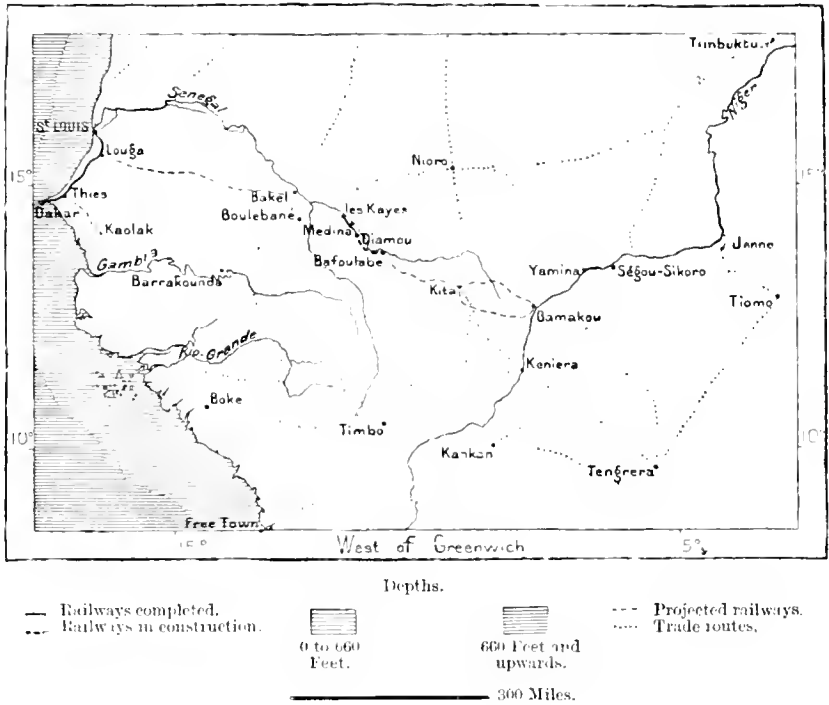 Timbuktu
Niger
Senegal
St LOUIS
Louga
Nioro
15°
15°
Thies
Bakel
les Kayes
Dakar
Boulebané
Medina
Diamou
Kaolak
Bafoulabe
Janne
Gambia
Yamina
Ségou-Sikoro
Barrakounda
Kita
Tiomo
Bamakou
Rio-Grande
Keniera
Boke
Timbo
10°
Kankan
10°
Tengrera
Free Town
15°
West of Greenwich
5°
Depths.
Railways completed.
Railways in construction.
0 to 660
Feet.
660 Feet and
upwards.
Projected railways.
Trade routes.
300 Miles.